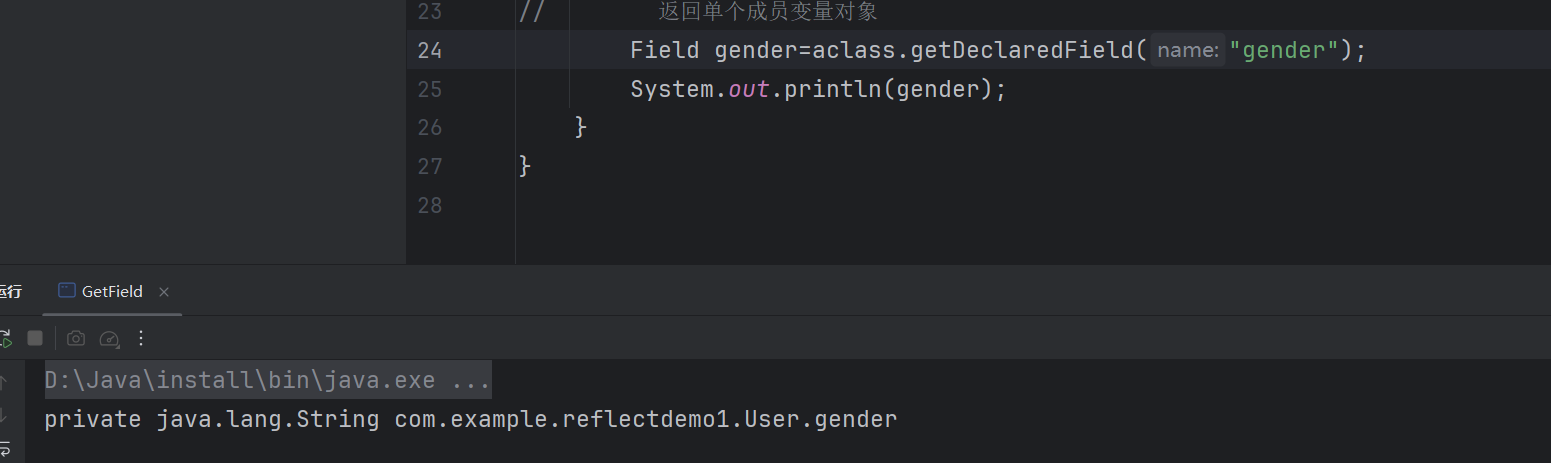 23 // 返回单个成员变量对象
24 Field gender=aclass.getDeclaredField( name: "gender");
25 System.out.println(gender);
26 }
27 }
28
运行 GetField ×
D:\Java\install\bin\java.exe ...
private java.lang.String com.example.reflectdemo1.User.gender